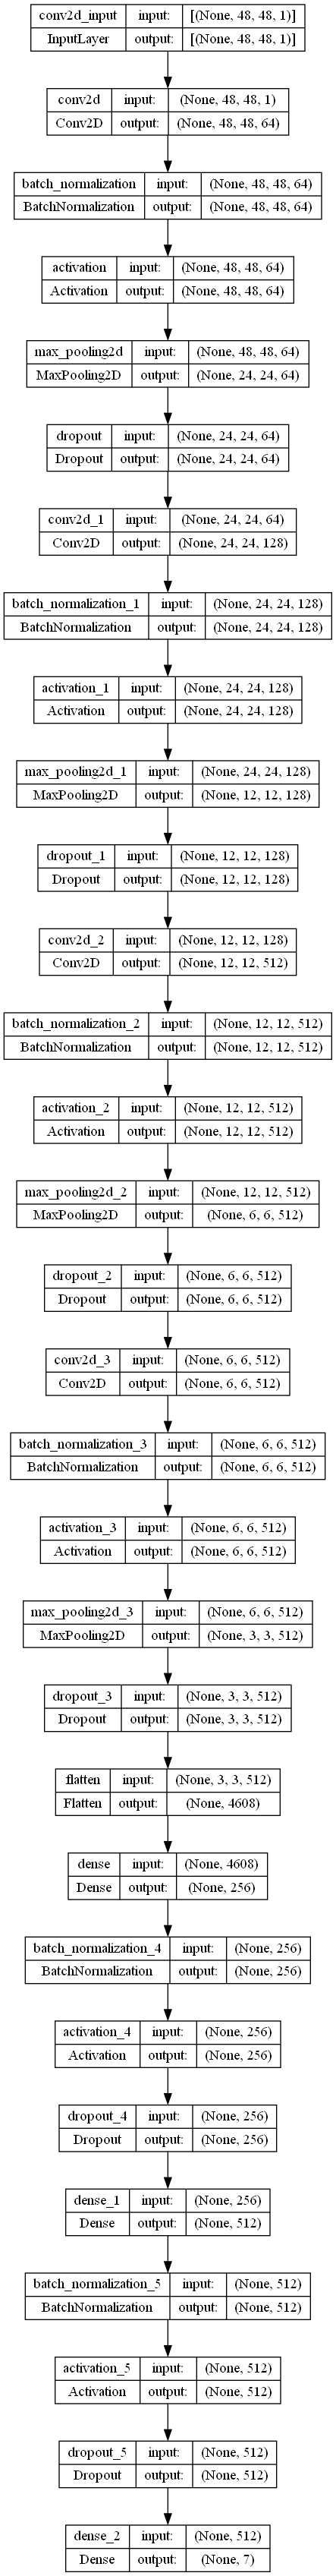 conv2d_input input: [(None, 48, 48, 1)]
InputLayer output: [(None, 48, 48, 1)]
conv2d input: (None, 48, 48, 1)
Conv2D output: (None, 48, 48, 64)
batch_normalization input: (None, 48, 48, 64)
BatchNormalization output: (None, 48, 48, 64)
activation input: (None, 48, 48, 64)
Activation output: (None, 48, 48, 64)
max_pooling2d input: (None, 48, 48, 64)
MaxPooling2D output: (None, 24, 24, 64)
dropout input: (None, 24, 24, 64)
Dropout output: (None, 24, 24, 64)
conv2d_1 input: (None, 24, 24, 64)
Conv2D output: (None, 24, 24, 128)
batch_normalization_1 input: (None, 24, 24, 128)
BatchNormalization output: (None, 24, 24, 128)
activation_1 input: (None, 24, 24, 128)
Activation output: (None, 24, 24, 128)
max_pooling2d_1 input: (None, 24, 24, 128)
MaxPooling2D output: (None, 12, 12, 128)
dropout_1 input: (None, 12, 12, 128)
Dropout output: (None, 12, 12, 128)
conv2d_2 input: (None, 12, 12, 128)
Conv2D output: (None, 12, 12, 512)
batch_normalization_2 input: (None, 12, 12, 512)
BatchNormalization output: (None, 12, 12, 512)
activation_2 input: (None, 12, 12, 512)
Activation output: (None, 12, 12, 512)
max_pooling2d_2 input: (None, 12, 12, 512)
MaxPooling2D output: (None, 6, 6, 512)
dropout_2 input: (None, 6, 6, 512)
Dropout output: (None, 6, 6, 512)
conv2d_3 input: (None, 6, 6, 512)
Conv2D output: (None, 6, 6, 512)
batch_normalization_3 input: (None, 6, 6, 512)
BatchNormalization output: (None, 6, 6, 512)
activation_3 input: (None, 6, 6, 512)
Activation output: (None, 6, 6, 512)
max_pooling2d_3 input: (None, 6, 6, 512)
MaxPooling2D output: (None, 3, 3, 512)
dropout_3 input: (None, 3, 3, 512)
Dropout output: (None, 3, 3, 512)
flatten input: (None, 3, 3, 512)
Flatten output: (None, 4608)
dense input: (None, 4608)
Dense output: (None, 256)
batch_normalization_4 input: (None, 256)
BatchNormalization output: (None, 256)
activation_4 input: (None, 256)
Activation output: (None, 256)
dropout_4 input: (None, 256)
Dropout output: (None, 256)
dense_1 input: (None, 256)
Dense output: (None, 512)
batch_normalization_5 input: (None, 512)
BatchNormalization output: (None, 512)
activation_5 input: (None, 512)
Activation output: (None, 512)
dropout_5 input: (None, 512)
Dropout output: (None, 512)
dense_2 input: (None, 512)
Dense output: (None, 7)